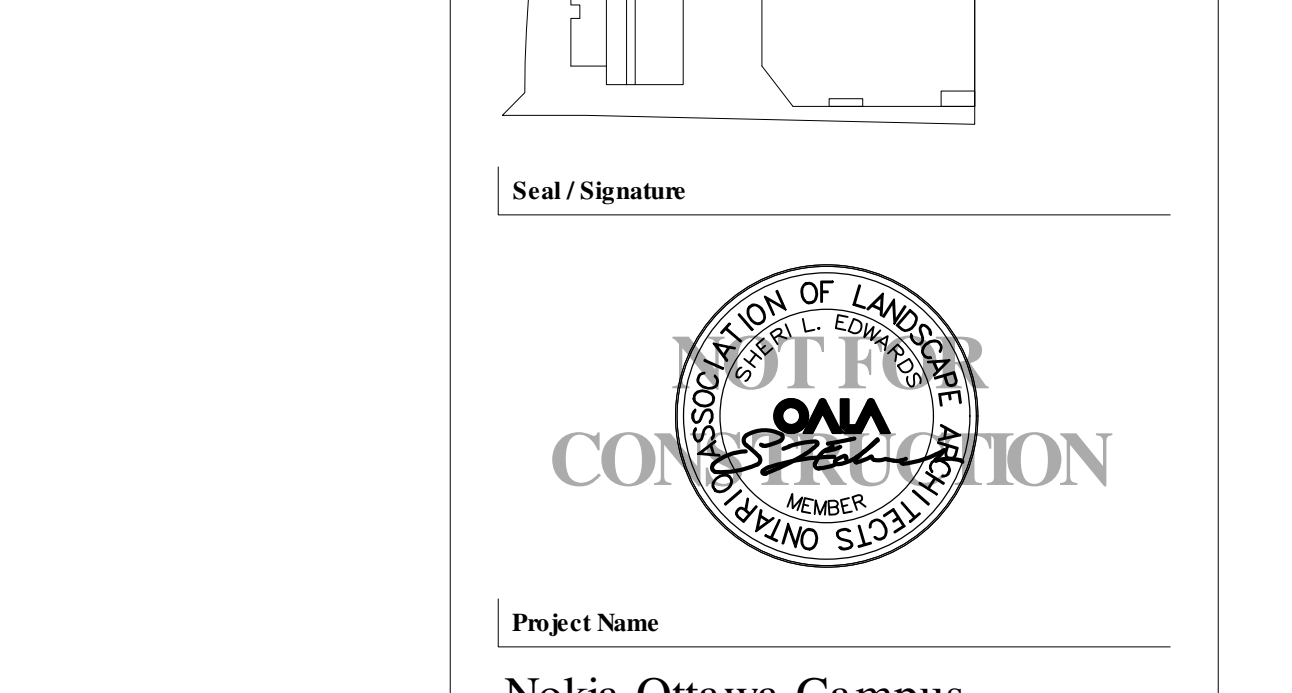 Seal / Signature
NOT FOR
CONSTRUCTION
ONTARIO ASSOCIATION OF LANDSCAPE ARCHITECTS
SHERI L. EDWARDS
OALA
MEMBER
Project Name
Nokia Ottawa Campus